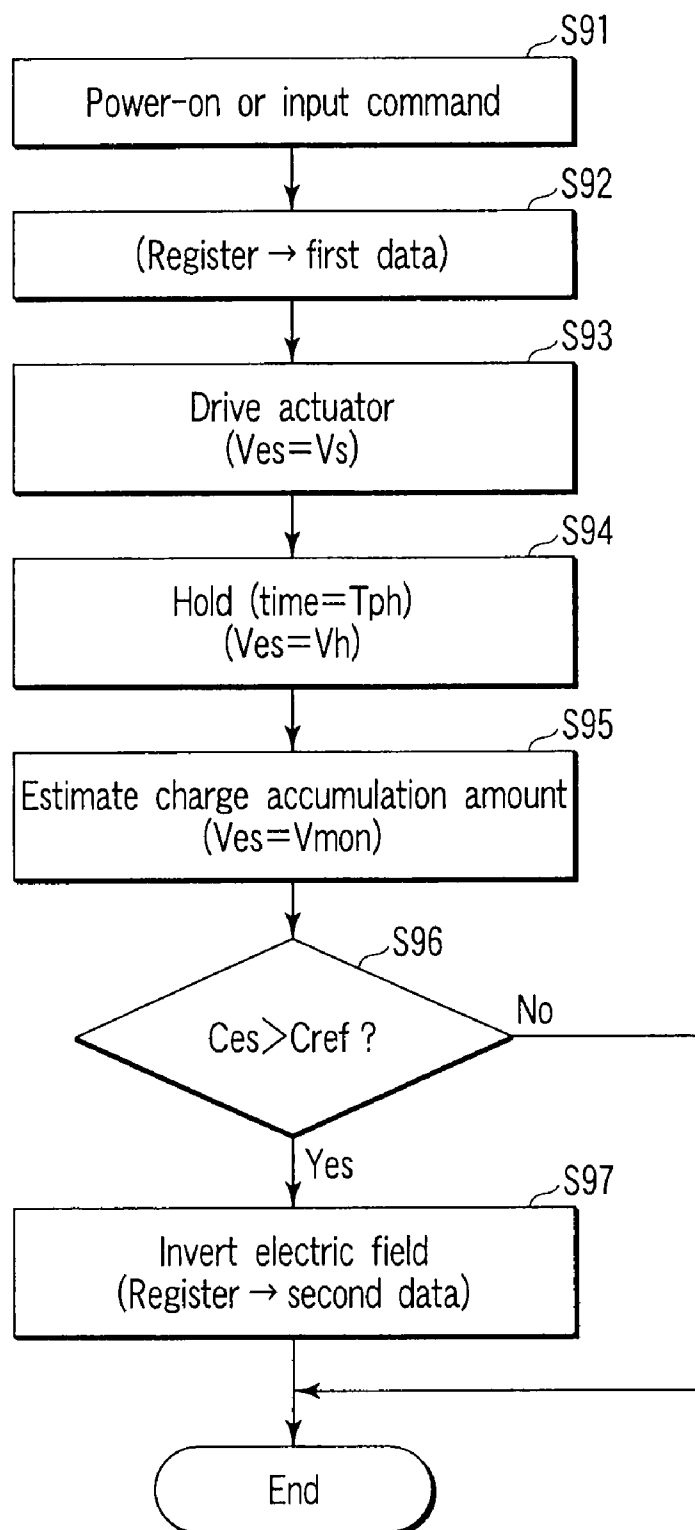 S91
Power-on or input command
S92
(Register → first data)
S93
Drive actuator
(Ves=Vs)
S94
Hold (time=Tph)
(Ves=Vh)
S95
Estimate charge accumulation amount
(Ves=Vmon)
S96
Ces>Cref ?
No
Yes
S97
Invert electric field
(Register → second data)
End